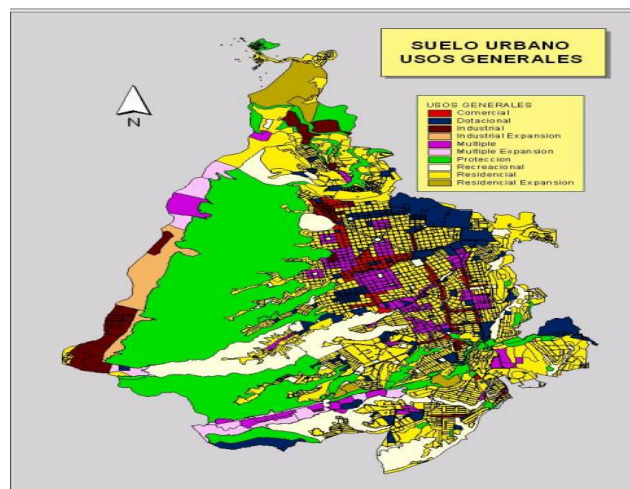 SUELO URBANO
USOS GENERALES
N
USOS GENERALES
Comercial
Dotacional
Industrial
Industrial Expansion
Multiple
Multiple Expansion
Proteccion
Recreacional
Residencial
Residencial Expansion